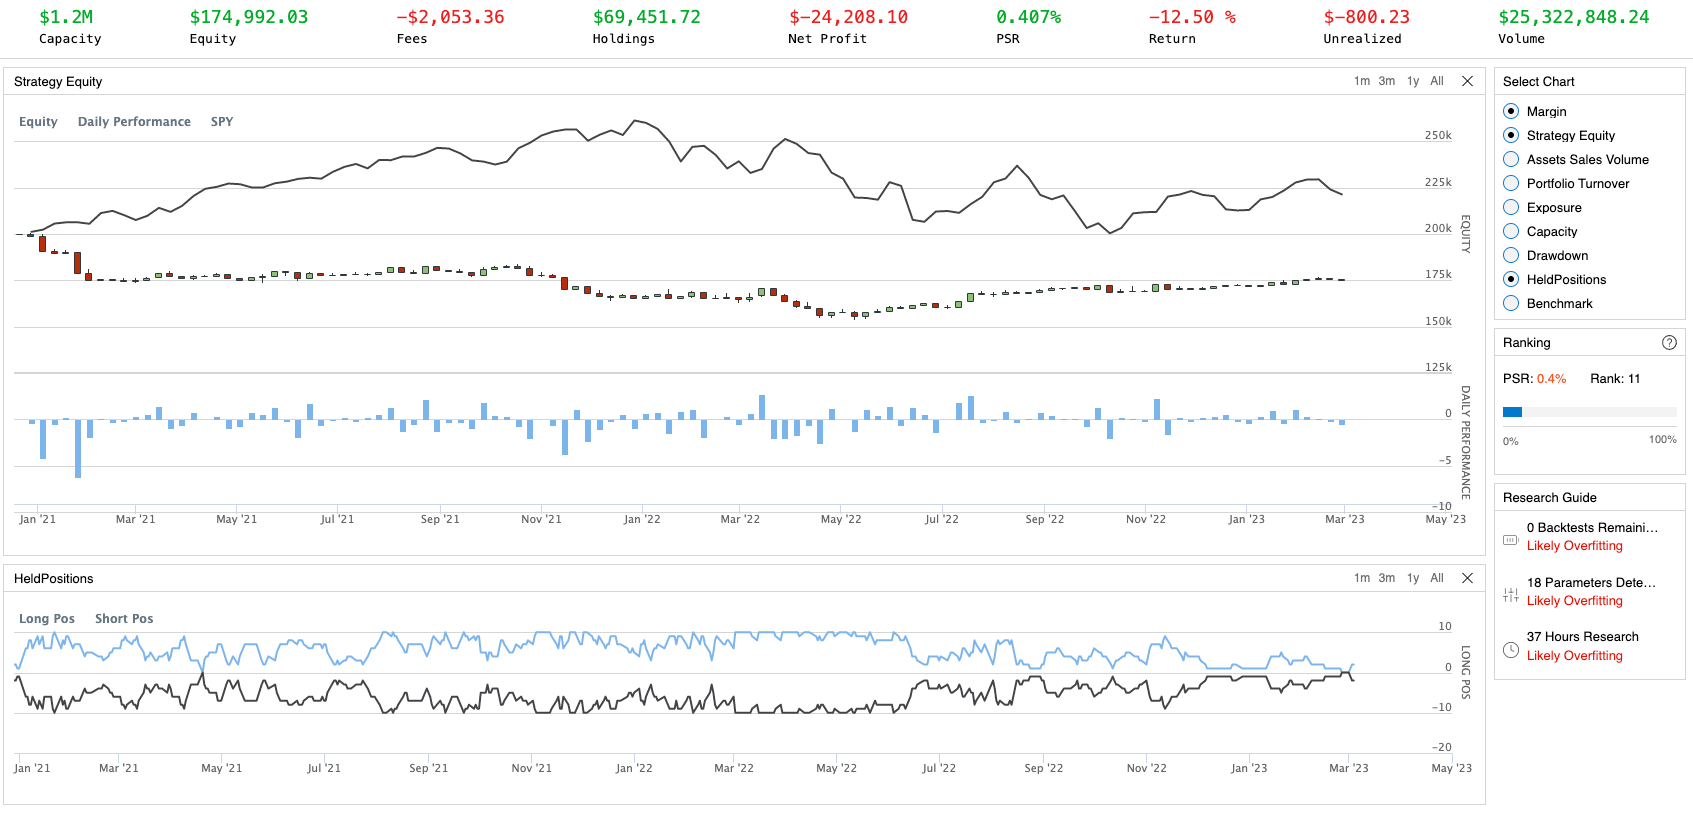 $1.2M $174,992.03 -$2,053.36 $69,451.72 $-24,208.10 0.407% -12.50 % $-800.23 $25,322,848.24
Capacity Equity Fees Holdings Net Profit PSR Return Unrealized Volume
Strategy Equity 1m 3m 1y All
Equity Daily Performance SPY
250k
225k
200k
175k
150k
125k
EQUITY
0
-5
-10
DAILY PERFORMANCE
Jan '21 Mar '21 May '21 Jul '21 Sep '21 Nov '21 Jan '22 Mar '22 May '22 Jul '22 Sep '22 Nov '22 Jan '23 Mar '23 May '23
HeldPositions 1m 3m 1y All
Long Pos Short Pos
10
0
-10
-20
LONG POS
Jan '21 Mar '21 May '21 Jul '21 Sep '21 Nov '21 Jan '22 Mar '22 May '22 Jul '22 Sep '22 Nov '22 Jan '23 Mar '23 May '23
Select Chart
Margin
Strategy Equity
Assets Sales Volume
Portfolio Turnover
Exposure
Capacity
Drawdown
HeldPositions
Benchmark
Ranking ?
PSR: 0.4% Rank: 11
0% 100%
Research Guide
0 Backtests Remaini...
Likely Overfitting
18 Parameters Dete...
Likely Overfitting
37 Hours Research
Likely Overfitting